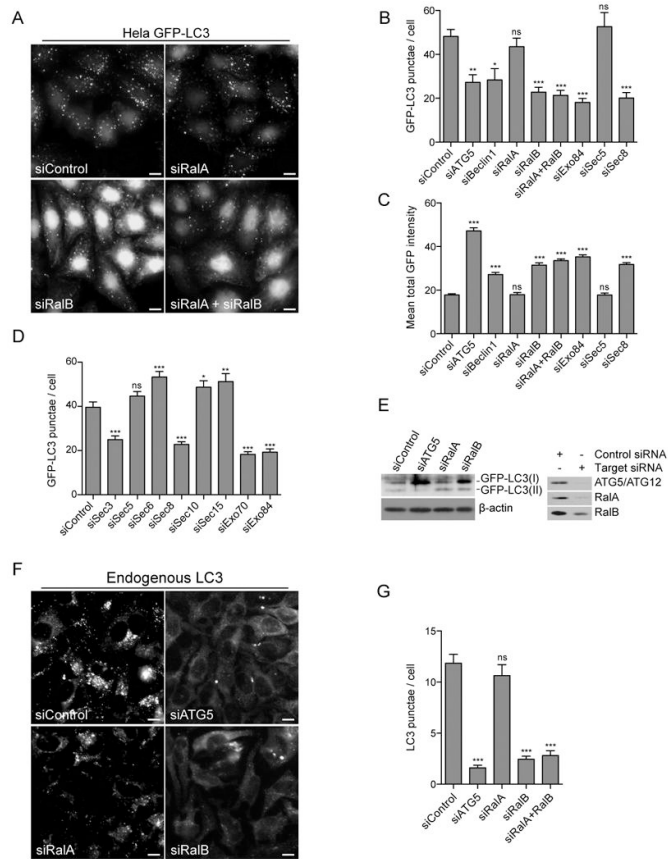 A
Hela GFP-LC3
siControl
siRalA
siRalB
siRalA + siRalB
B
GFP-LC3 punctae / cell
60
40
20
0
** * ns *** *** *** ns ***
siControl
siATG5
siBeclin1
siRalA
siRalB
siRalA+RalB
siExo84
siSec5
siSec8
C
Mean total GFP intensity
60
40
20
0
*** *** ns *** *** *** ns ***
siControl
siATG5
siBeclin1
siRalA
siRalB
siRalA+RalB
siExo84
siSec5
siSec8
D
GFP-LC3 punctae / cell
60
40
20
0
*** ns *** *** * ** *** ***
siControl
siSec3
siSec5
siSec6
siSec8
siSec10
siSec15
siExo70
siExo84
E
siControl
siATG5
siRalA
siRalB
GFP-LC3(I)
GFP-LC3(II)
β-actin
+ - Control siRNA
- + Target siRNA
ATG5/ATG12
RalA
RalB
F
Endogenous LC3
siControl
siATG5
siRalA
siRalB
G
LC3 punctae / cell
15
10
5
0
*** ns *** ***
siControl
siATG5
siRalA
siRalB
siRalA+RalB